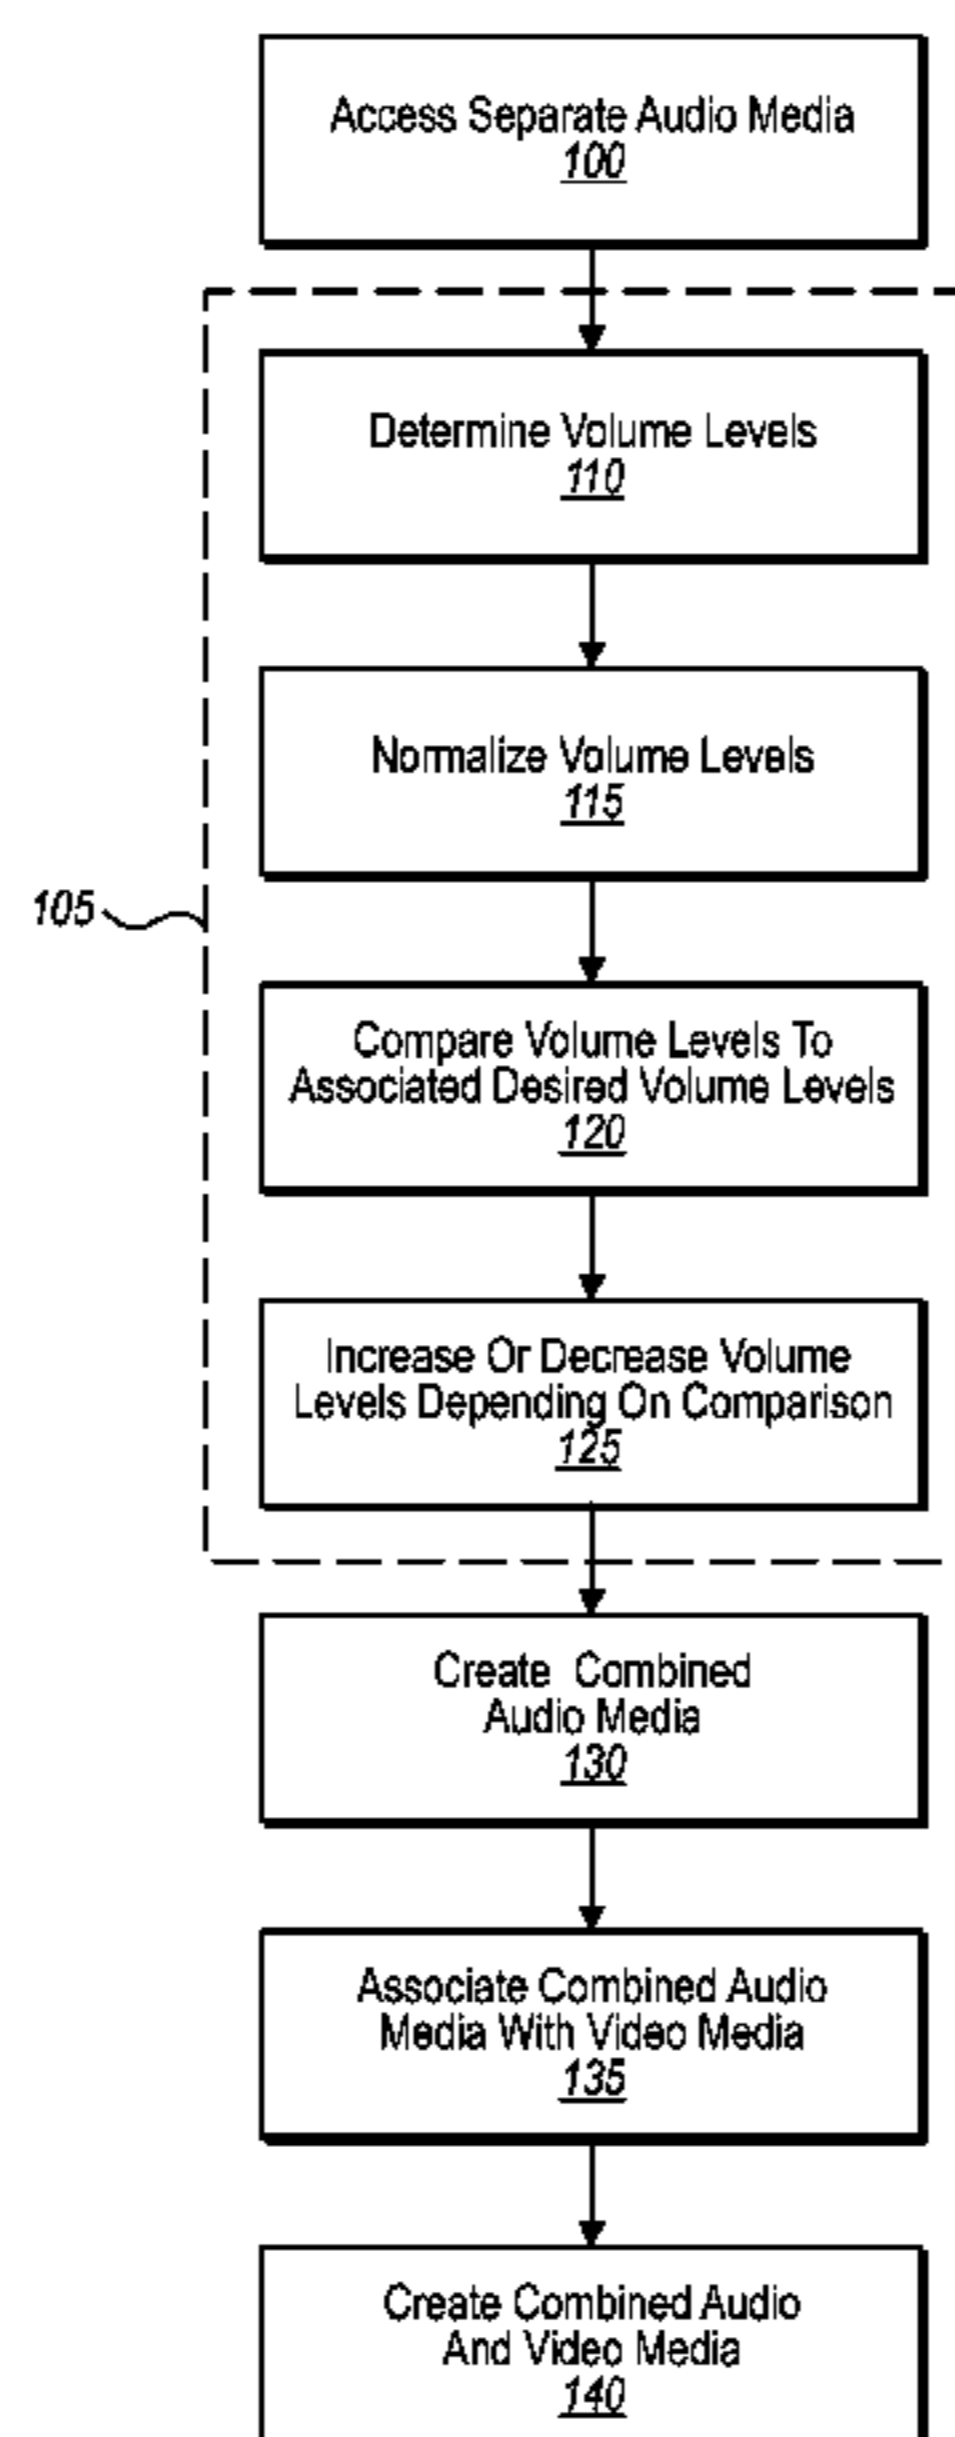 Access Separate Audio Media
100
Determine Volume Levels
110
Normalize Volume Levels
115
105
Compare Volume Levels To
Associated Desired Volume Levels
120
Increase Or Decrease Volume
Levels Depending On Comparison
125
Create Combined
Audio Media
130
Associate Combined Audio
Media With Video Media
135
Create Combined Audio
And Video Media
140